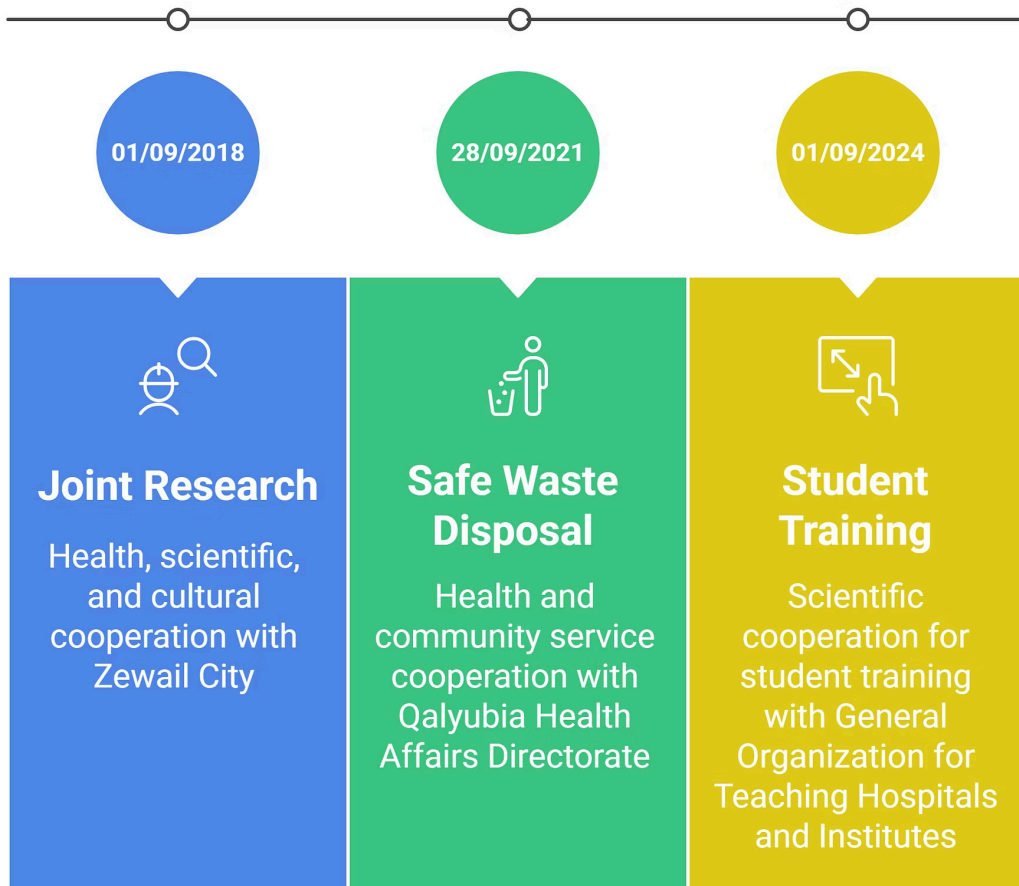 01/09/2018
28/09/2021
01/09/2024
Joint Research
Health, scientific,
and cultural
cooperation with
Zewail City
Safe Waste
Disposal
Health and
community service
cooperation with
Qalyubia Health
Affairs Directorate
Student
Training
Scientific
cooperation for
student training
with General
Organization for
Teaching Hospitals
and Institutes